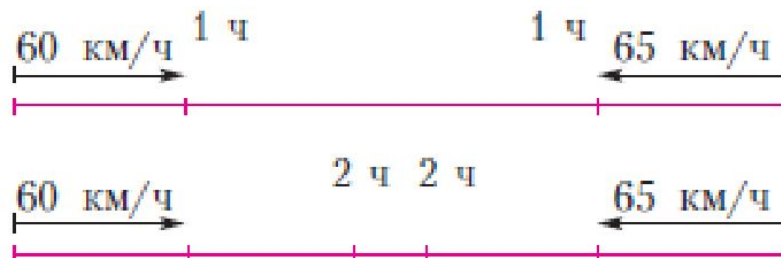 60 км/ч 1 ч 1 ч 65 км/ч
60 км/ч 2 ч 2 ч 65 км/ч